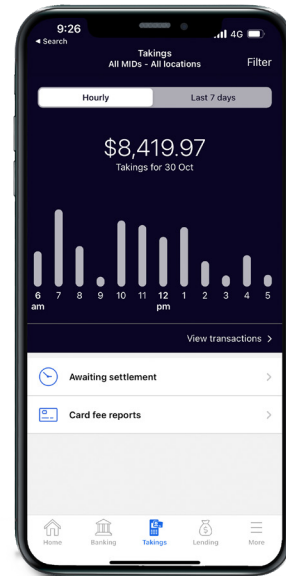 9:26
4G
Search
Takings
All MIDs - All locations
Filter
Hourly
Last 7 days
$8,419.97
Takings for 30 Oct
6 7 8 9 10 11 12 1 2 3 4 5
am pm
View transactions
Awaiting settlement
Card fee reports
Home Banking Takings Lending More